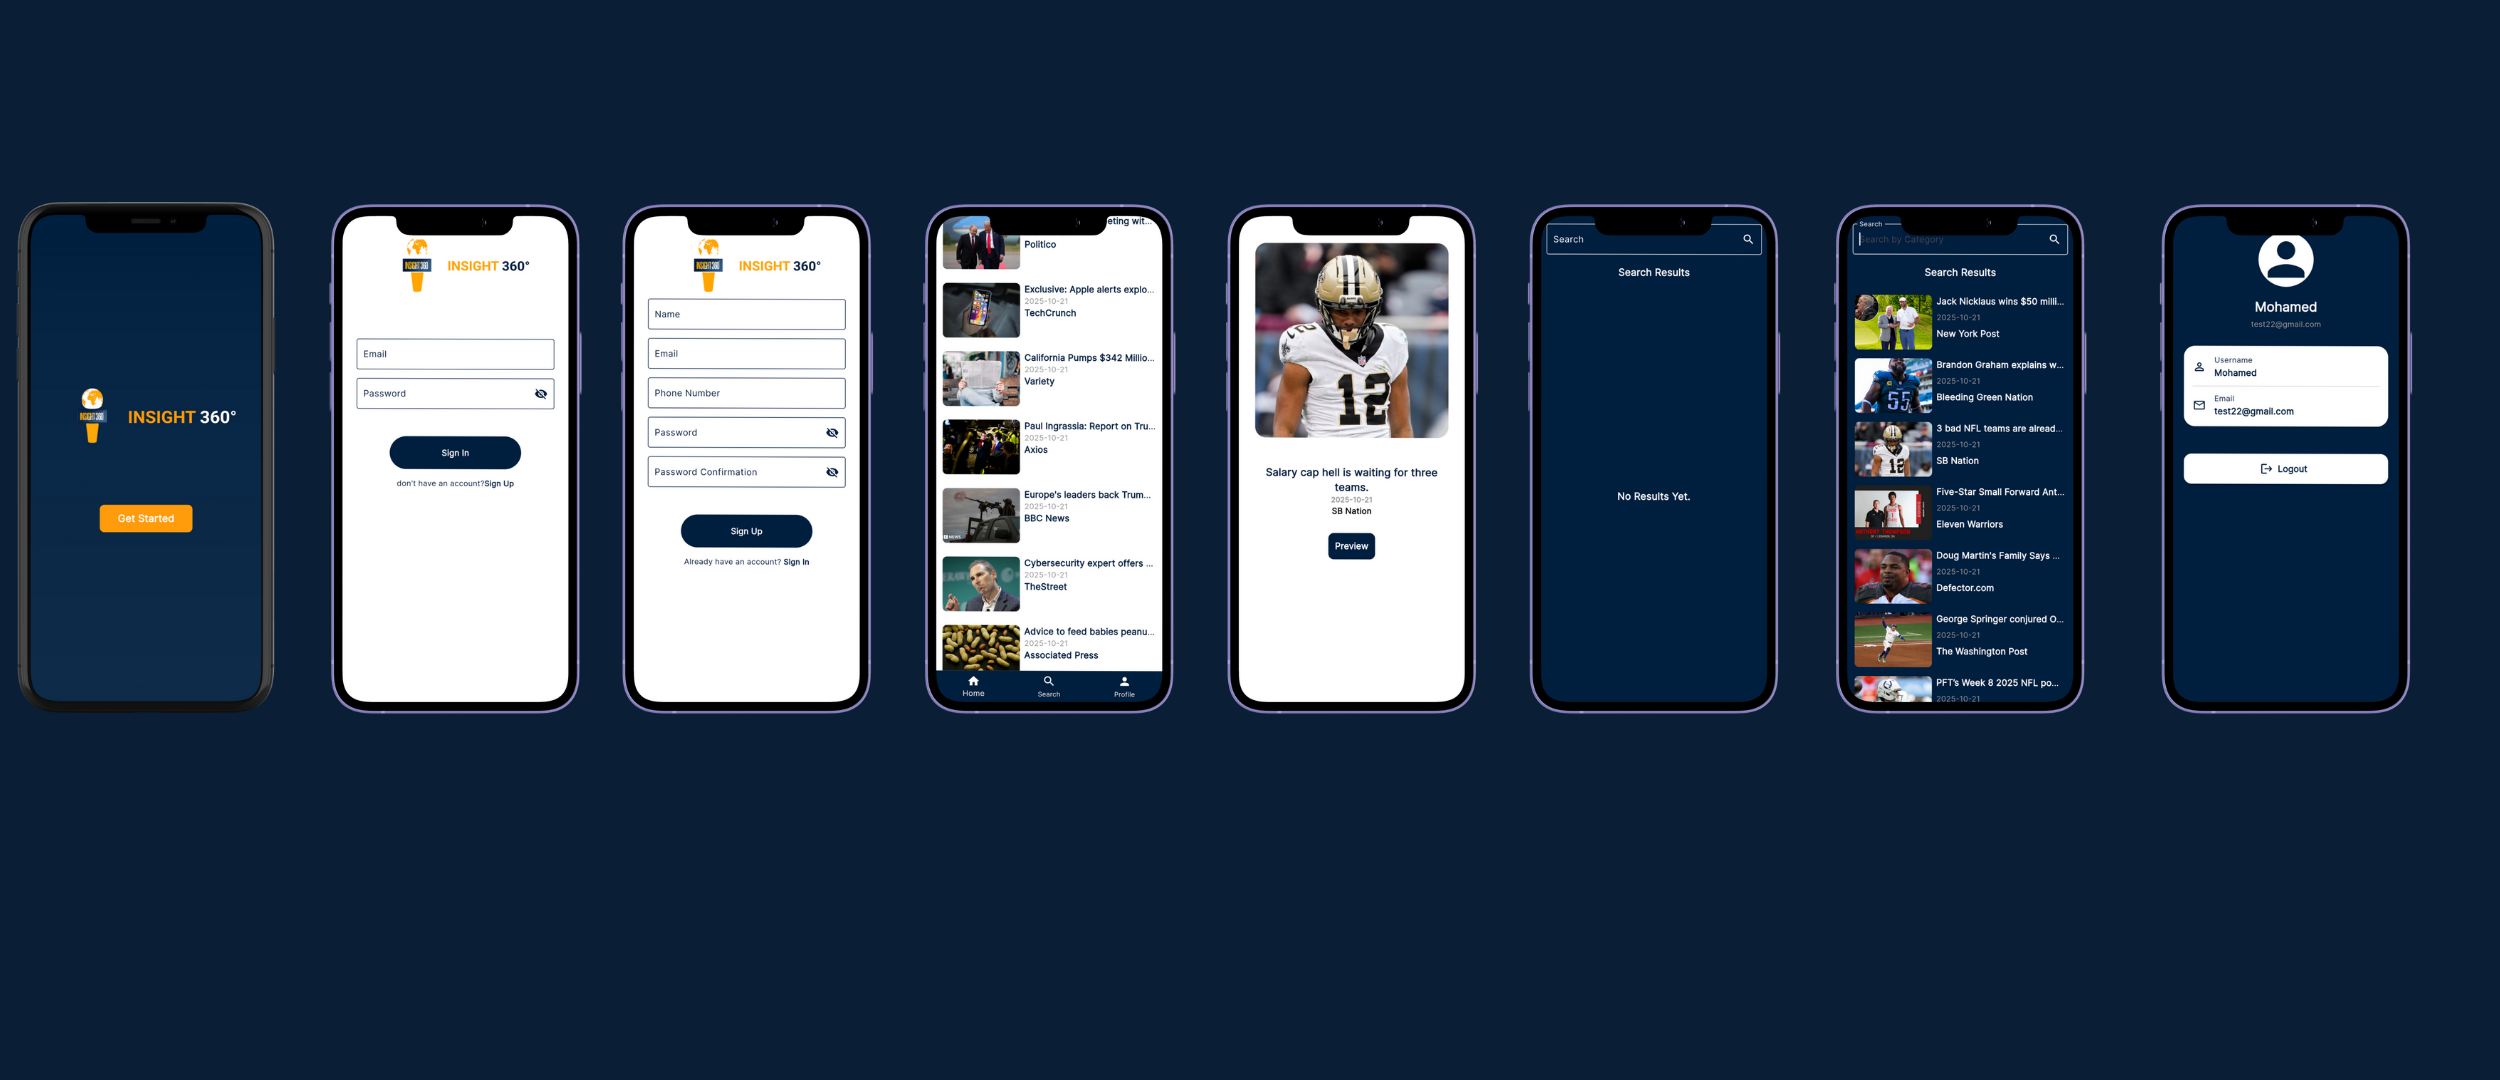 INSIGHT 360
INSIGHT 360°
Get Started
INSIGHT 360
INSIGHT 360°
Email
Password
Sign In
don't have an account?Sign Up
INSIGHT 360
INSIGHT 360°
Name
Email
Phone Number
Password
Password Confirmation
Sign Up
Already have an account? Sign In
eting wit...
Politico
Exclusive: Apple alerts explo...
2025-10-21
TechCrunch
California Pumps $342 Millio...
2025-10-21
Variety
Paul Ingrassia: Report on Tru...
2025-10-21
Axios
Europe's leaders back Trum...
2025-10-21
BBC News
NEWS
Cybersecurity expert offers ...
2025-10-21
TheStreet
Advice to feed babies peanu...
2025-10-21
Associated Press
Home
Search
Profile
12
Salary cap hell is waiting for three
teams.
2025-10-21
SB Nation
Preview
Search
Search Results
No Results Yet.
Search
Search by Category
Search Results
Jack Nicklaus wins $50 milli...
2025-10-21
New York Post
Brandon Graham explains w...
2025-10-21
Bleeding Green Nation
55
3 bad NFL teams are alread...
2025-10-21
SB Nation
12
Five-Star Small Forward Ant...
2025-10-21
Eleven Warriors
Doug Martin's Family Says ...
2025-10-21
Defector.com
George Springer conjured O...
2025-10-21
The Washington Post
PFT's Week 8 2025 NFL po...
2025-10-21
Mohamed
test22@gmail.com
Username
Mohamed
Email
test22@gmail.com
Logout